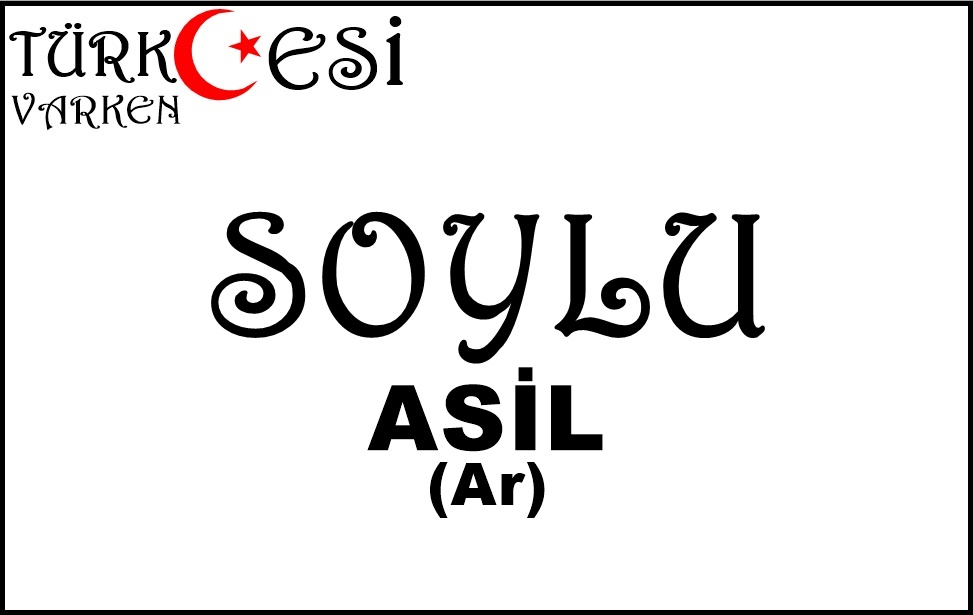 TÜRKÇESİ
VARKEN
SOYLU
ASİL
(Ar)